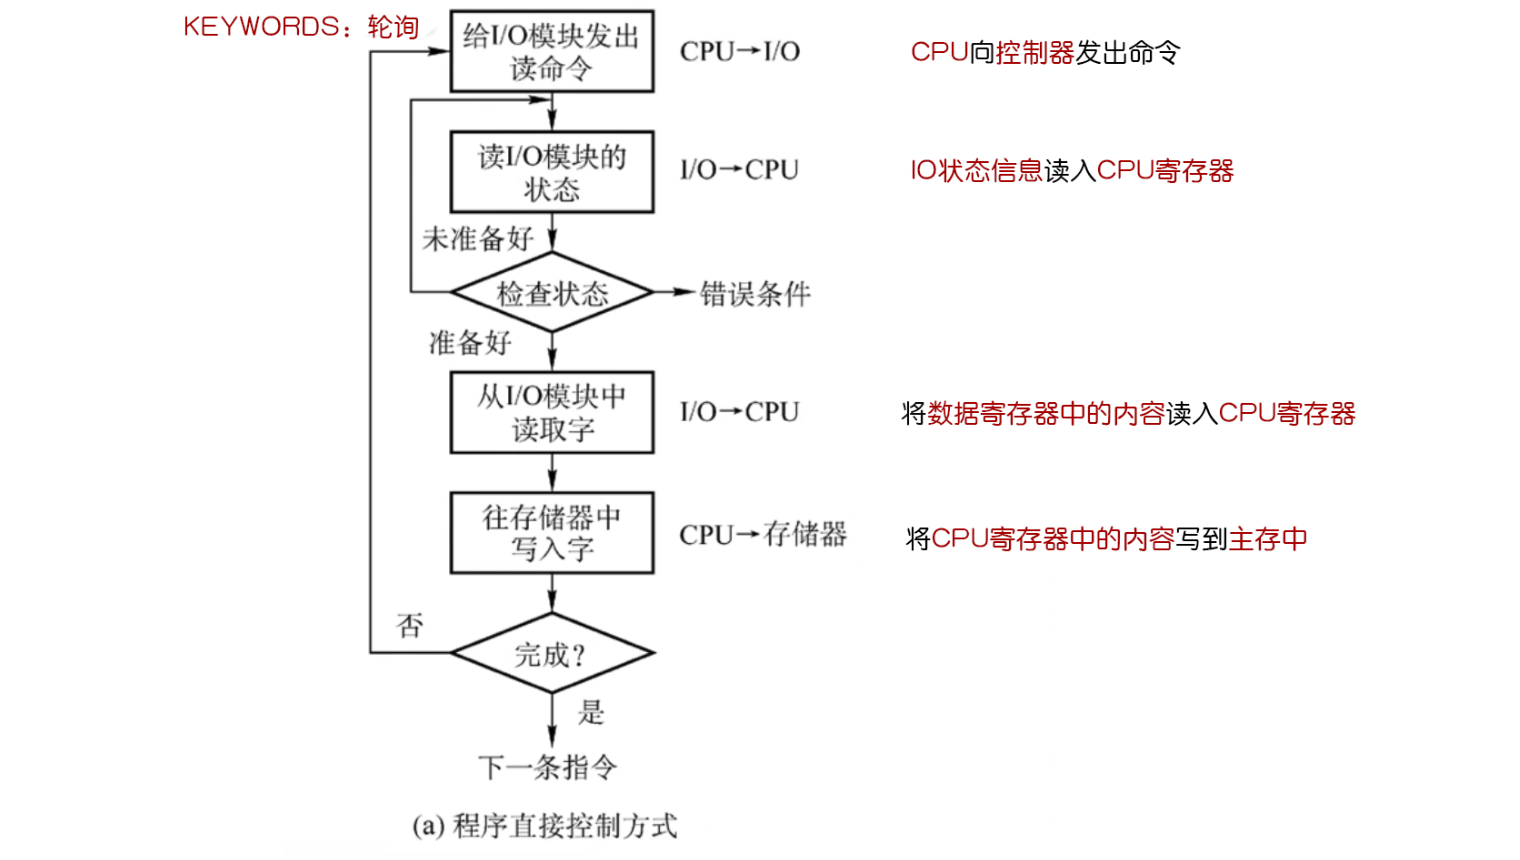 KEYWORDS：轮询
给I/O模块发出
读命令
CPU→I/O
CPU向控制器发出命令
读I/O模块的
状态
I/O→CPU
IO状态信息读入CPU寄存器
未准备好
检查状态
错误条件
准备好
从I/O模块中
读取字
I/O→CPU
将数据寄存器中的内容读入CPU寄存器
往存储器中
写入字
CPU→存储器
将CPU寄存器中的内容写到主存中
否
完成?
是
下一条指令
(a) 程序直接控制方式